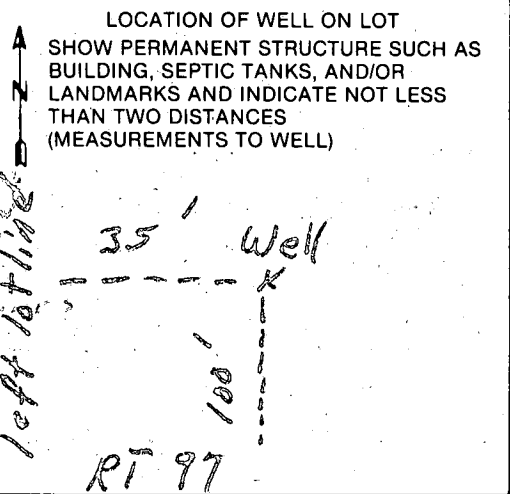 LOCATION OF WELL ON LOT
SHOW PERMANENT STRUCTURE SUCH AS
BUILDING, SEPTIC TANKS, AND/OR
LANDMARKS AND INDICATE NOT LESS
THAN TWO DISTANCES
(MEASUREMENTS TO WELL)
N
left lot line
35' Well
X
100'
RT 97